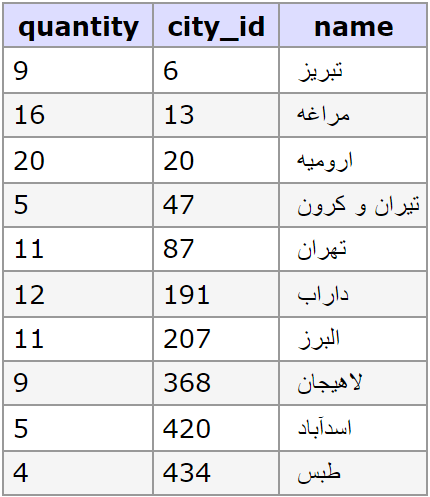 quantity city_id name
9 6 تبریز
16 13 مراغه
20 20 ارومیه
5 47 تیران و کرون
11 87 تهران
12 191 داراب
11 207 البرز
9 368 لاهیجان
5 420 اسدآباد
4 434 طبس